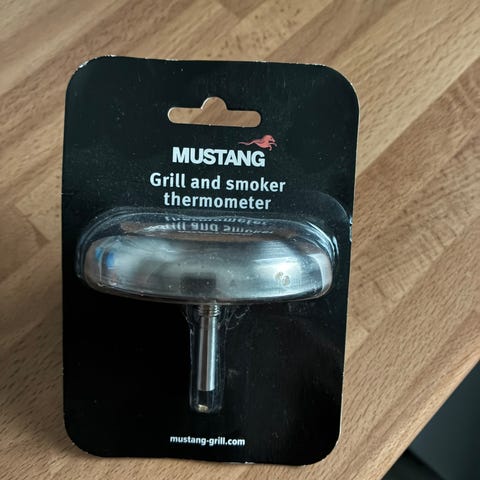 MUSTANG
Grill and smoker
thermometer
mustang-grill.com